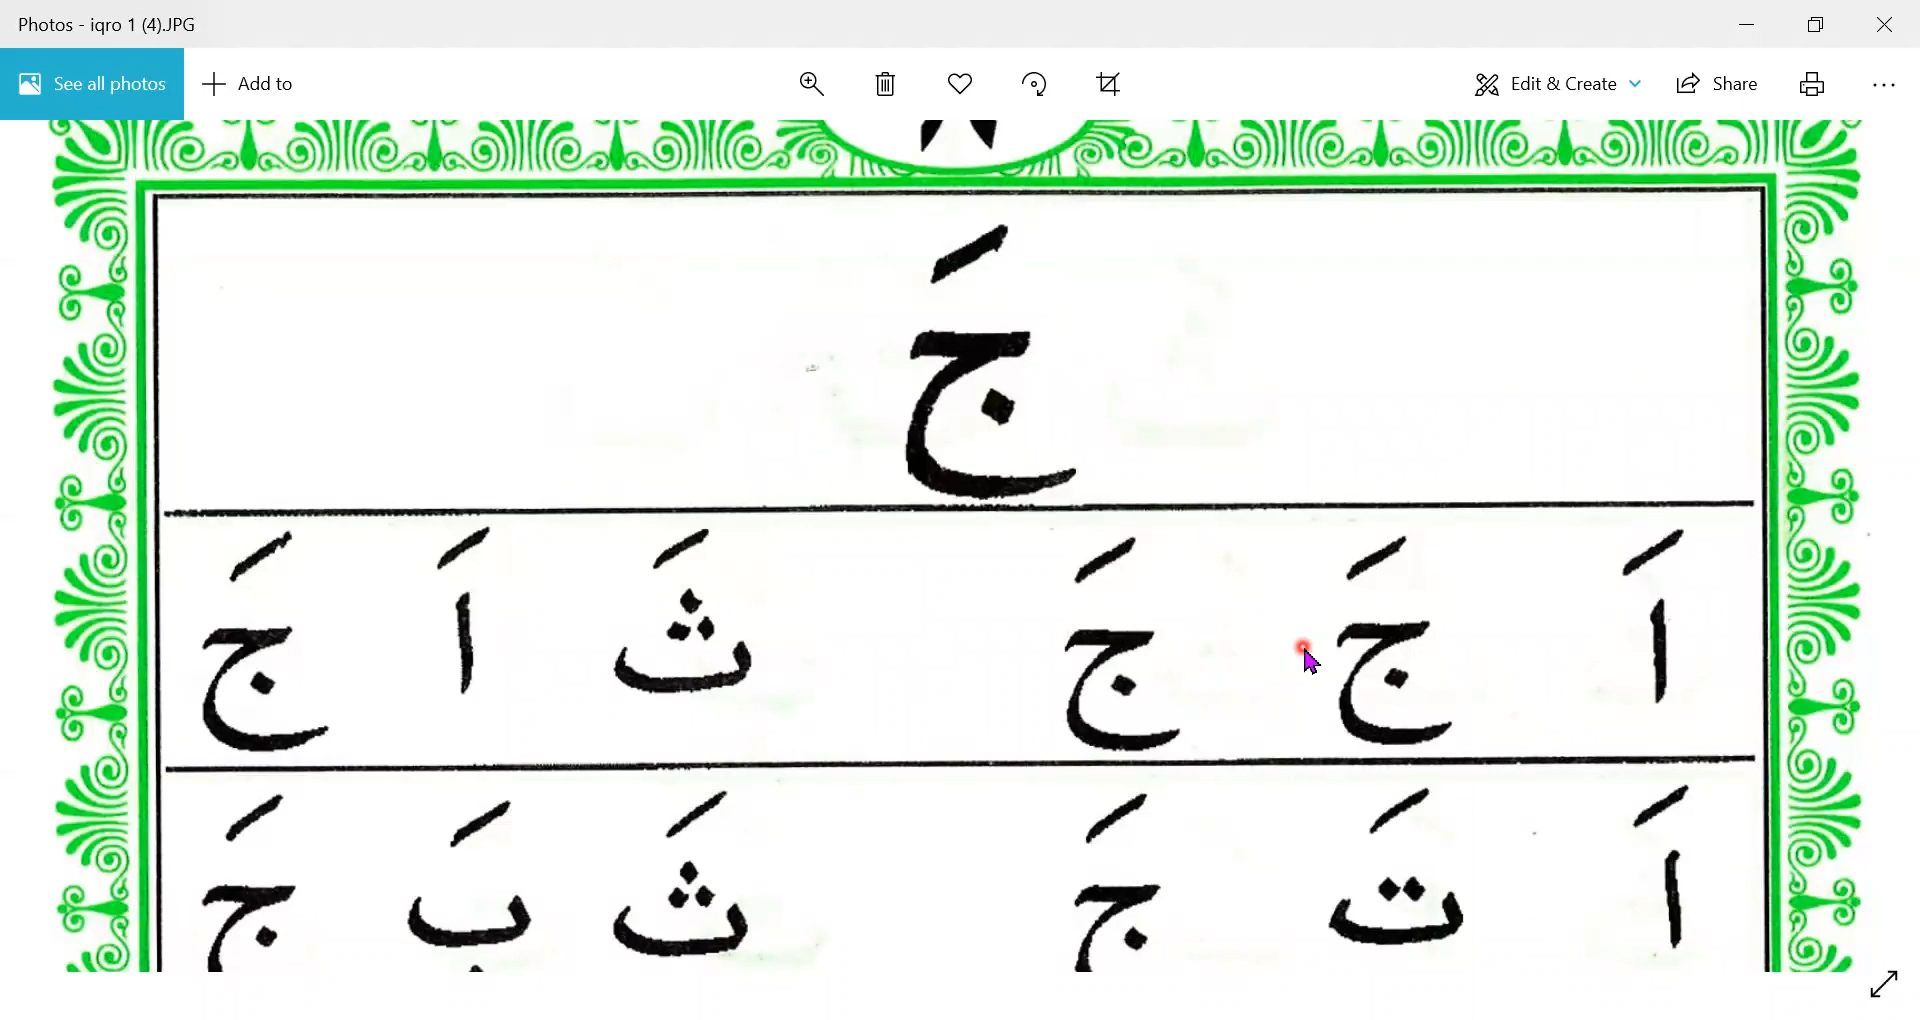 Photos - iqro 1 (4).JPG
See all photos
Add to
Edit & Create
Share
جَ
اَ جَ جَ ثَ اَ جَ
اَ تَ جَ ثَ بَ جَ